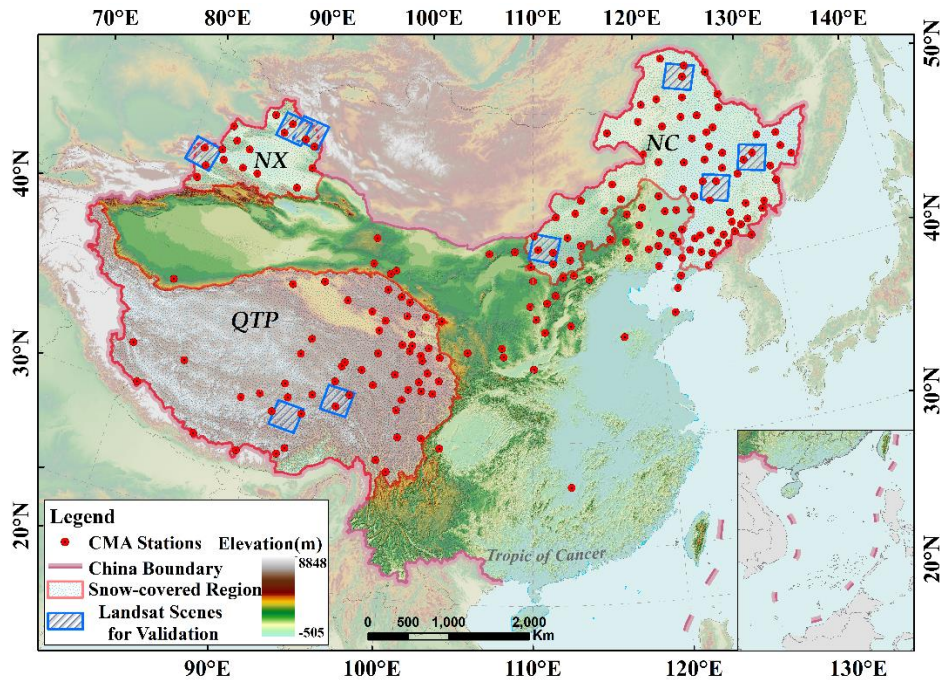 70°E 80°E 90°E 100°E 110°E 120°E 130°E 140°E
50°N
40°N
30°N
20°N
40°N
30°N
20°N
NX
NC
QTP
Tropic of Cancer
Legend
CMA Stations
China Boundary
Snow-covered Region
Landsat Scenes
for Validation
Elevation(m)
8848
-505
0 500 1,000 2,000
Km
90°E 100°E 110°E 120°E 130°E